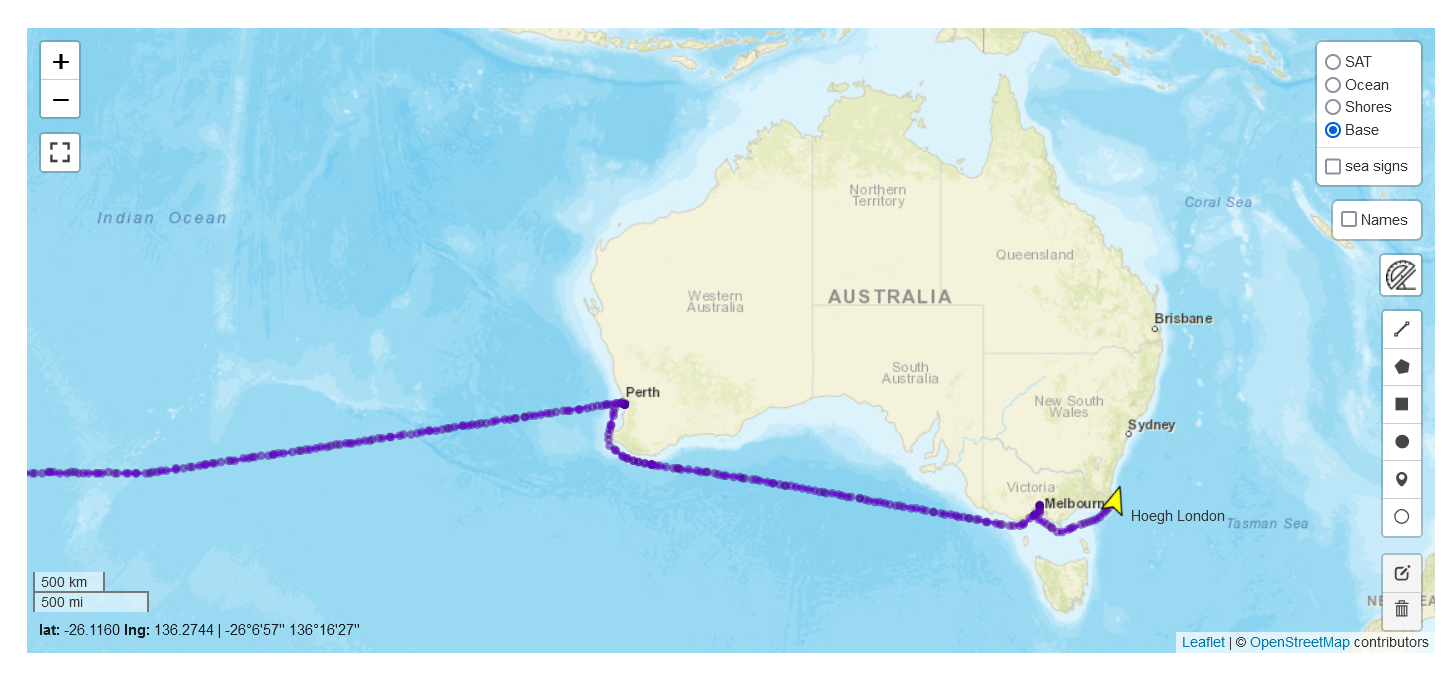 +
−
SAT
Ocean
Shores
Base
sea signs
Names
Indian Ocean
Coral Sea
Northern
Territory
Queensland
Western
Australia
AUSTRALIA
Brisbane
South
Australia
Perth
New South
Wales
Sydney
Victoria
Melbourn
Hoegh London
Tasman Sea
500 km
500 mi
lat: -26.1160 lng: 136.2744 | -26°6'57" 136°16'27"
Leaflet | © OpenStreetMap contributors